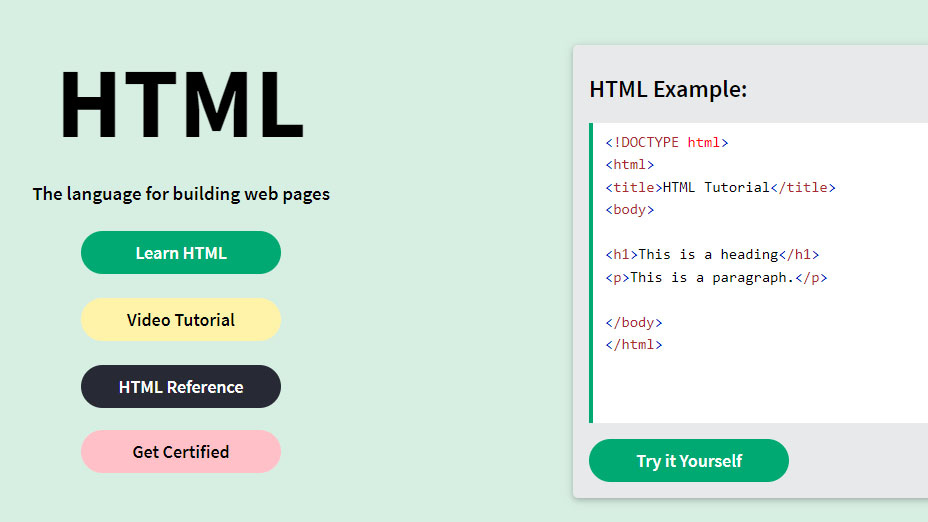 HTML
The language for building web pages
Learn HTML
Video Tutorial
HTML Reference
Get Certified
HTML Example:
<!DOCTYPE html>
<html>
<title>HTML Tutorial</title>
<body>
<h1>This is a heading</h1>
<p>This is a paragraph.</p>
</body>
</html>
Try it Yourself